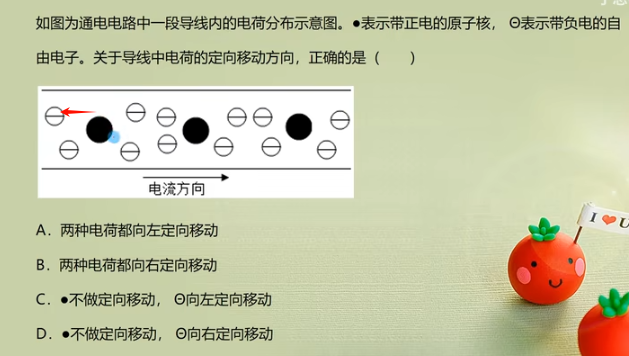 如图为通电电路中一段导线内的电荷分布示意图。●表示带正电的原子核， Θ表示带负电的自
由电子。关于导线中电荷的定向移动方向，正确的是（　　）
电流方向
A．两种电荷都向左定向移动
B．两种电荷都向右定向移动
C．●不做定向移动， Θ向左定向移动
D．●不做定向移动， Θ向右定向移动
I ❤ U